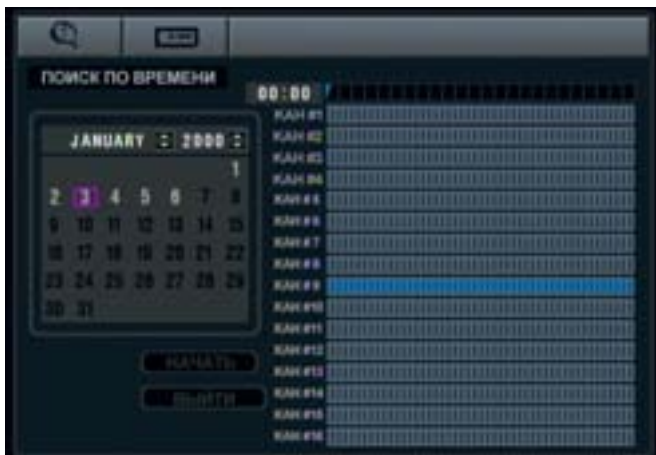 ПОИСК ПО ВРЕМЕНИ
00:00
JANUARY 2000
1
2 3 4 5 6 7 8
9 10 11 12 13 14 15
16 17 18 19 20 21 22
23 24 25 26 27 28 29
30 31
КАЧАТЬ
ВЫЙТИ
КАН #1
КАН #2
КАН #3
КАН #4
КАН # 5
КАН # 6
КАН # 7
КАН # 8
КАН # 9
КАН #10
КАН #11
КАН #12
КАН #13
КАН #14
КАН #15
КАН #16